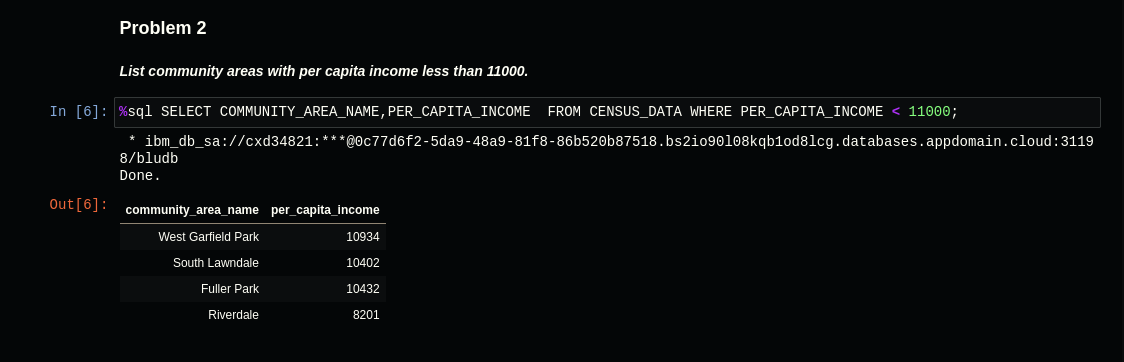 Problem 2
List community areas with per capita income less than 11000.
In [6]: %sql SELECT COMMUNITY_AREA_NAME,PER_CAPITA_INCOME  FROM CENSUS_DATA WHERE PER_CAPITA_INCOME < 11000;
* ibm_db_sa://cxd34821:***@0c77d6f2-5da9-48a9-81f8-86b520b87518.bs2io90l08kqb1od8lcg.databases.appdomain.cloud:3119
8/bludb
Done.
Out[6]:
community_area_name per_capita_income
West Garfield Park 10934
South Lawndale 10402
Fuller Park 10432
Riverdale 8201